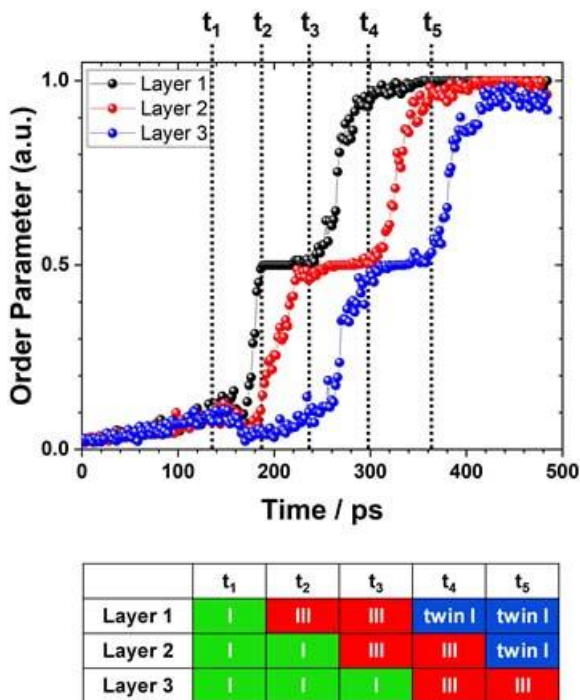 t1 t2 t3 t4 t5
Layer 1
Layer 2
Layer 3
1.0
0.5
0.0
Order Parameter (a.u.)
0 100 200 300 400 500
Time / ps
t1 t2 t3 t4 t5
Layer 1 I III III twin I twin I
Layer 2 I I III III twin I
Layer 3 I I I III III